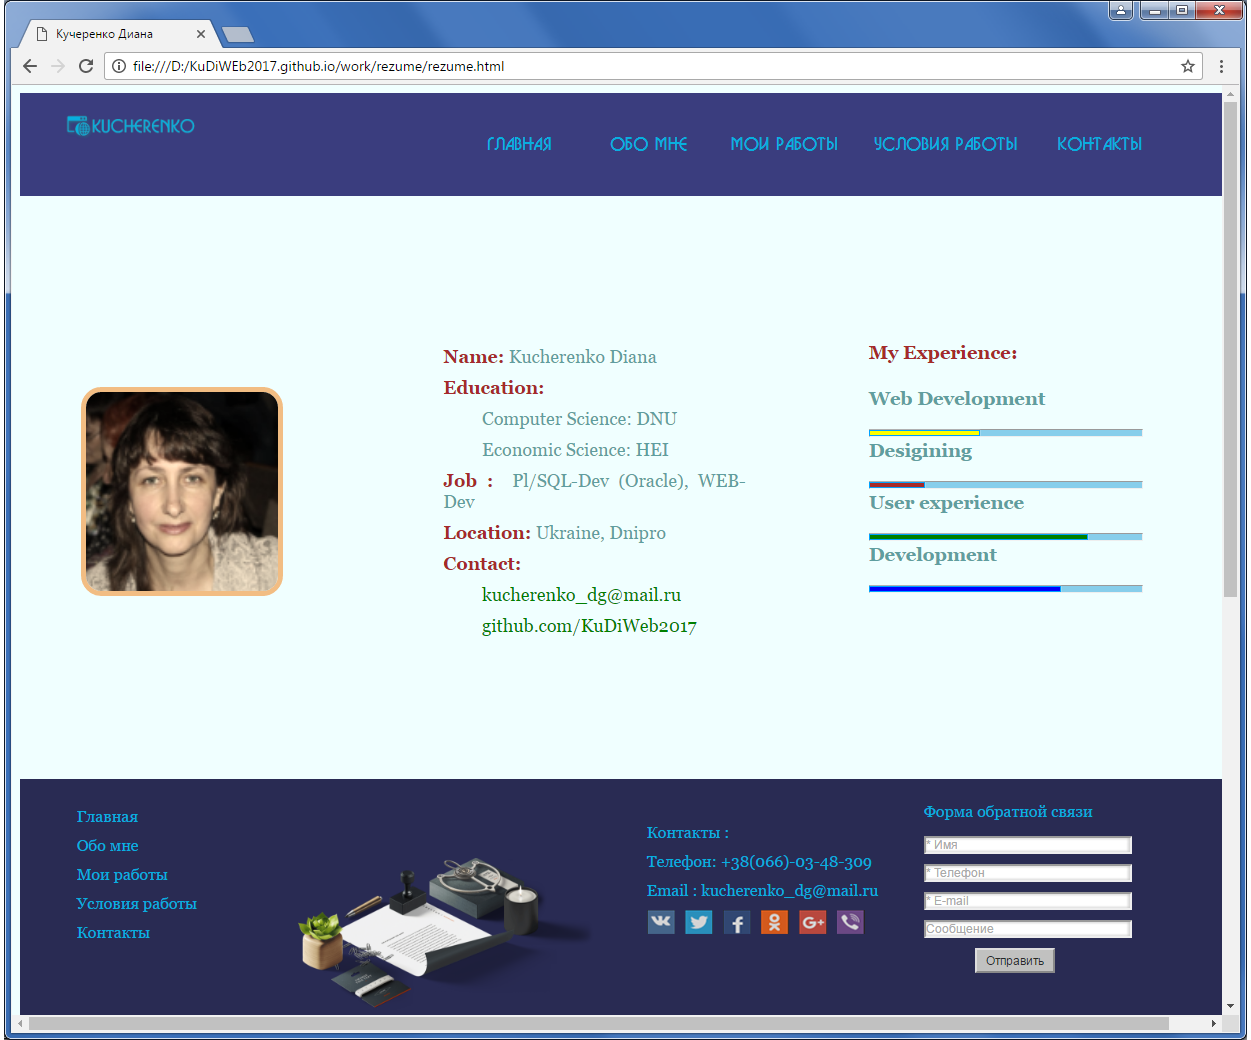 Кучеренко Диана
file:///D:/KuDiWEb2017.github.io/work/rezume/rezume.html
KUCHERENKO
ГЛАВНАЯ ОБО МНЕ МОИ РАБОТЫ УСЛОВИЯ РАБОТЫ КОНТАКТЫ
Name: Kucherenko Diana
Education:
Computer Science: DNU
Economic Science: HEI
Job : Pl/SQL-Dev (Oracle), WEB-
Dev
Location: Ukraine, Dnipro
Contact:
kucherenko_dg@mail.ru
github.com/KuDiWeb2017
My Experience:
Web Development
Desigining
User experience
Development
Главная
Обо мне
Мои работы
Условия работы
Контакты
Контакты :
Телефон: +38(066)-03-48-309
Email : kucherenko_dg@mail.ru
Форма обратной связи
* Имя
* Телефон
* E-mail
Сообщение
Отправить